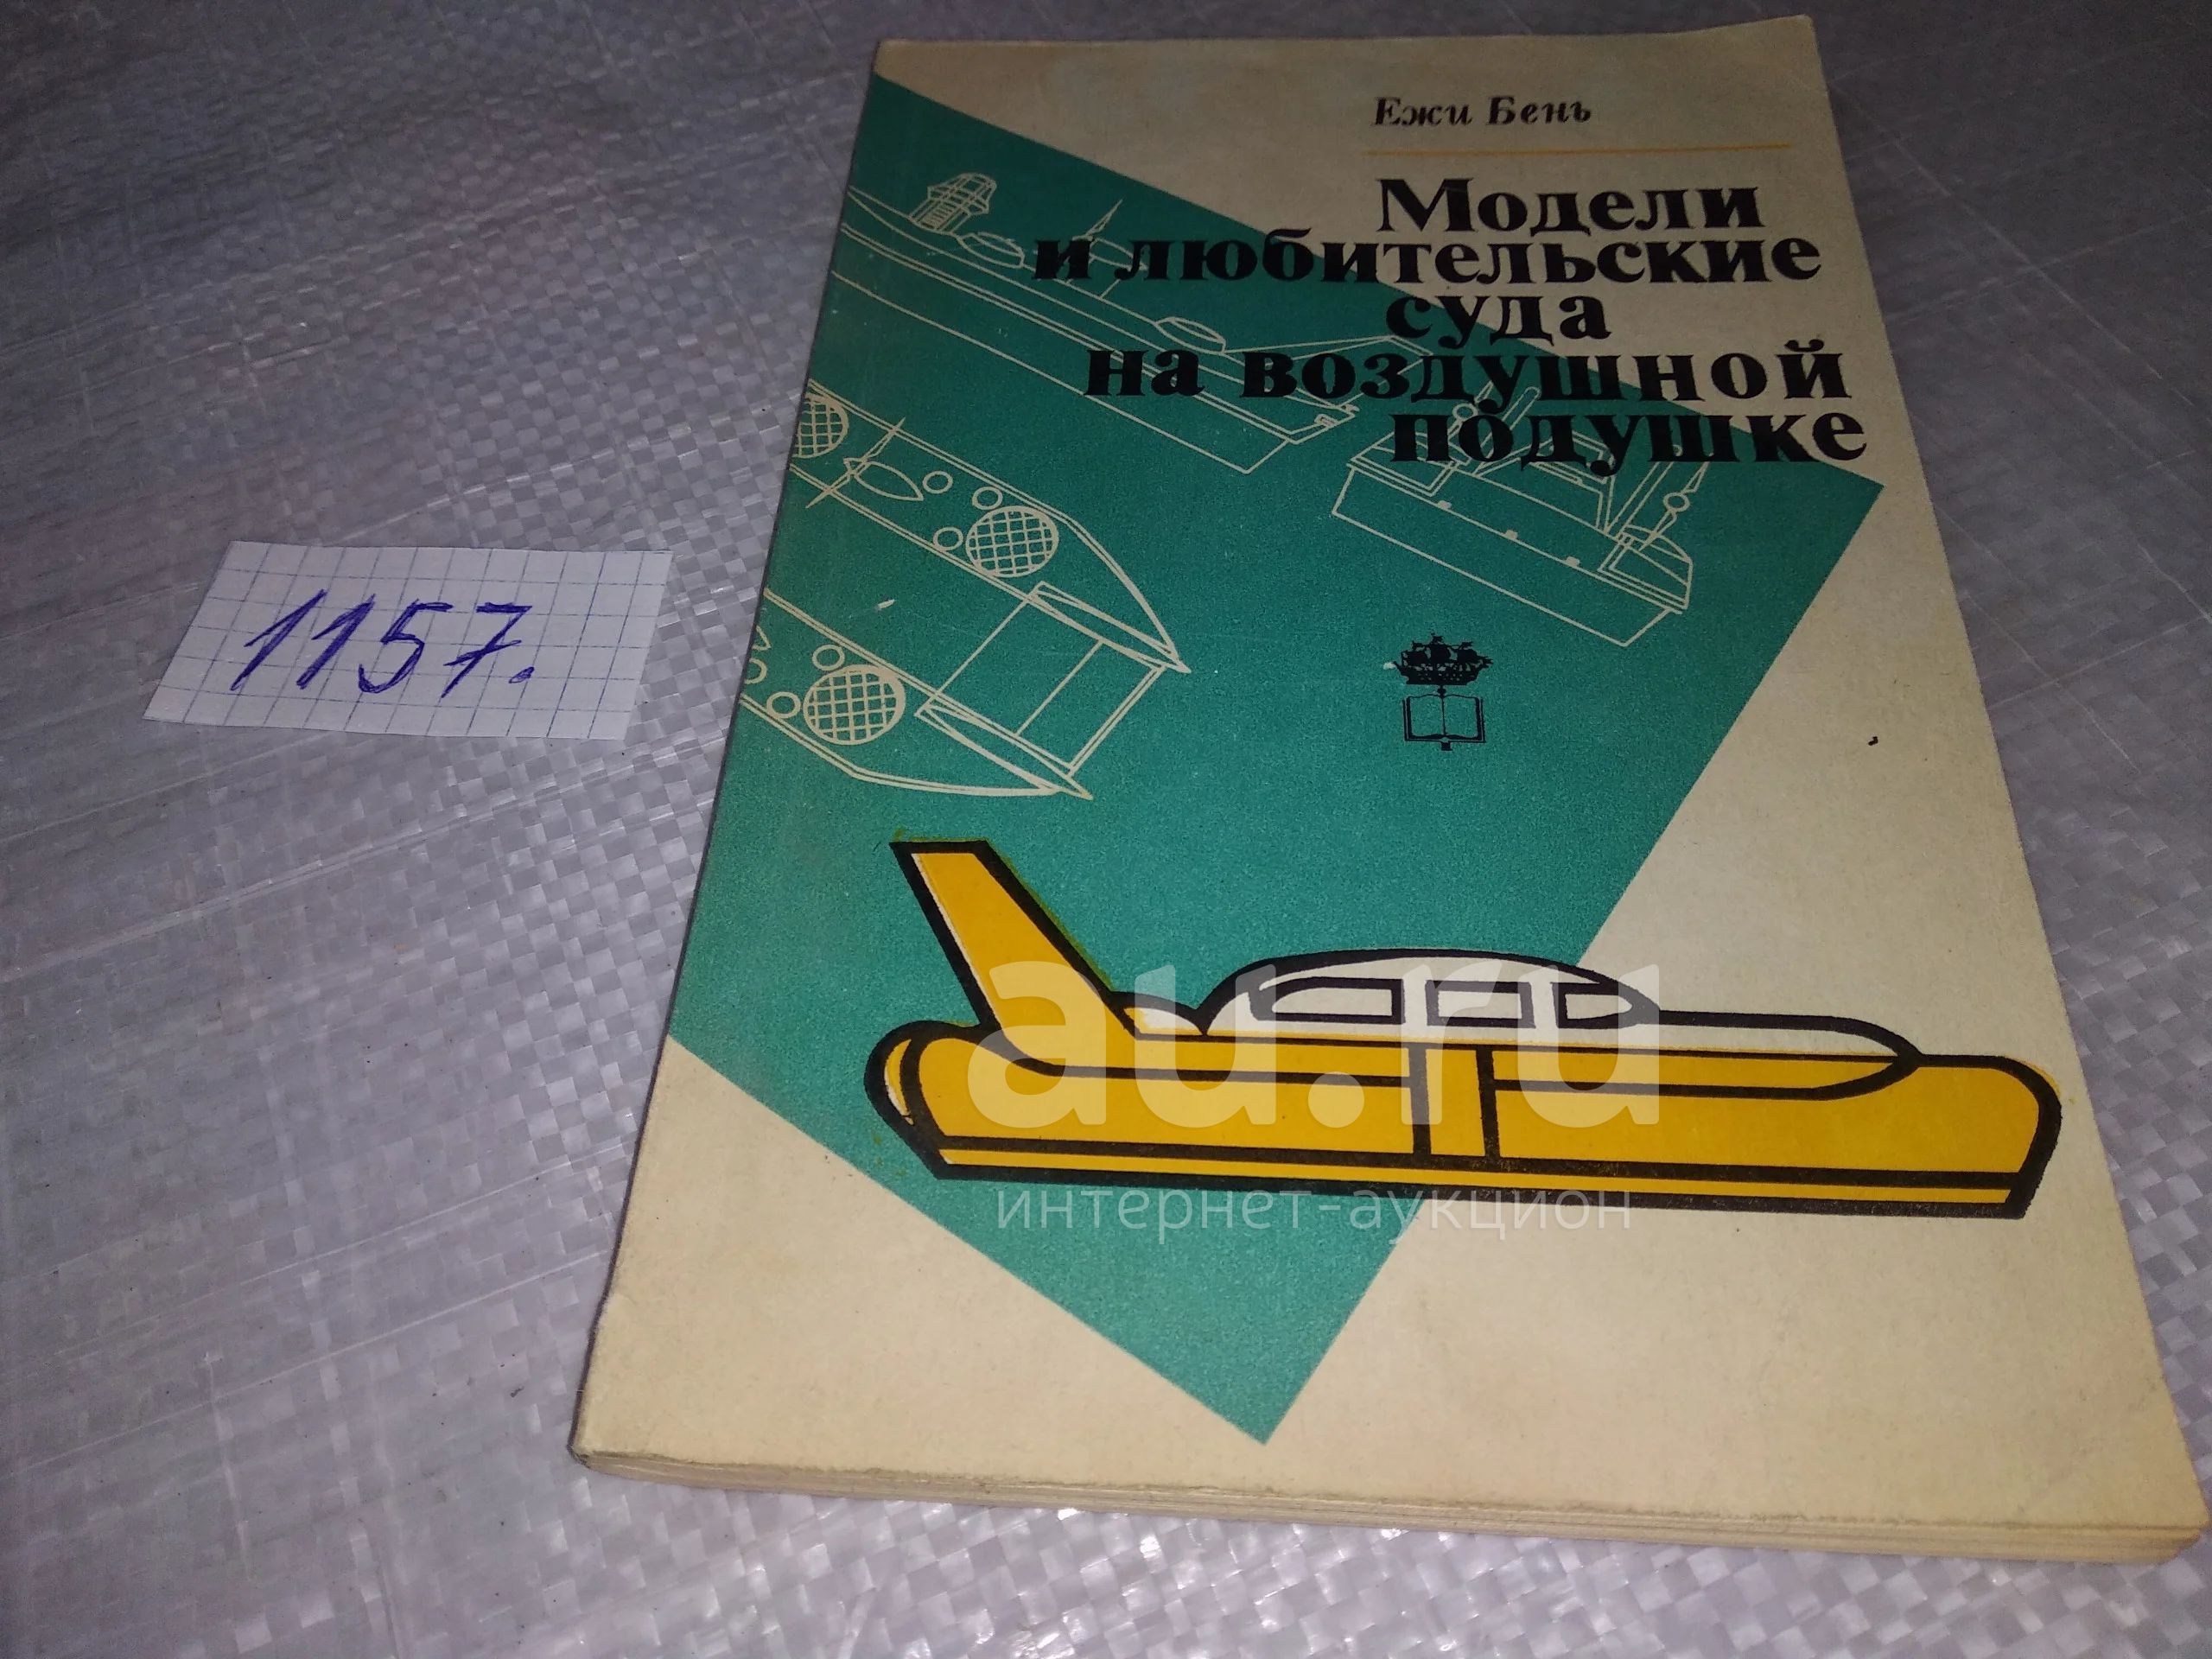 Ежи Бень
Модели
и любительские
суда
на воздушной
подушке
1157.
au.ru
интернет-аукцион